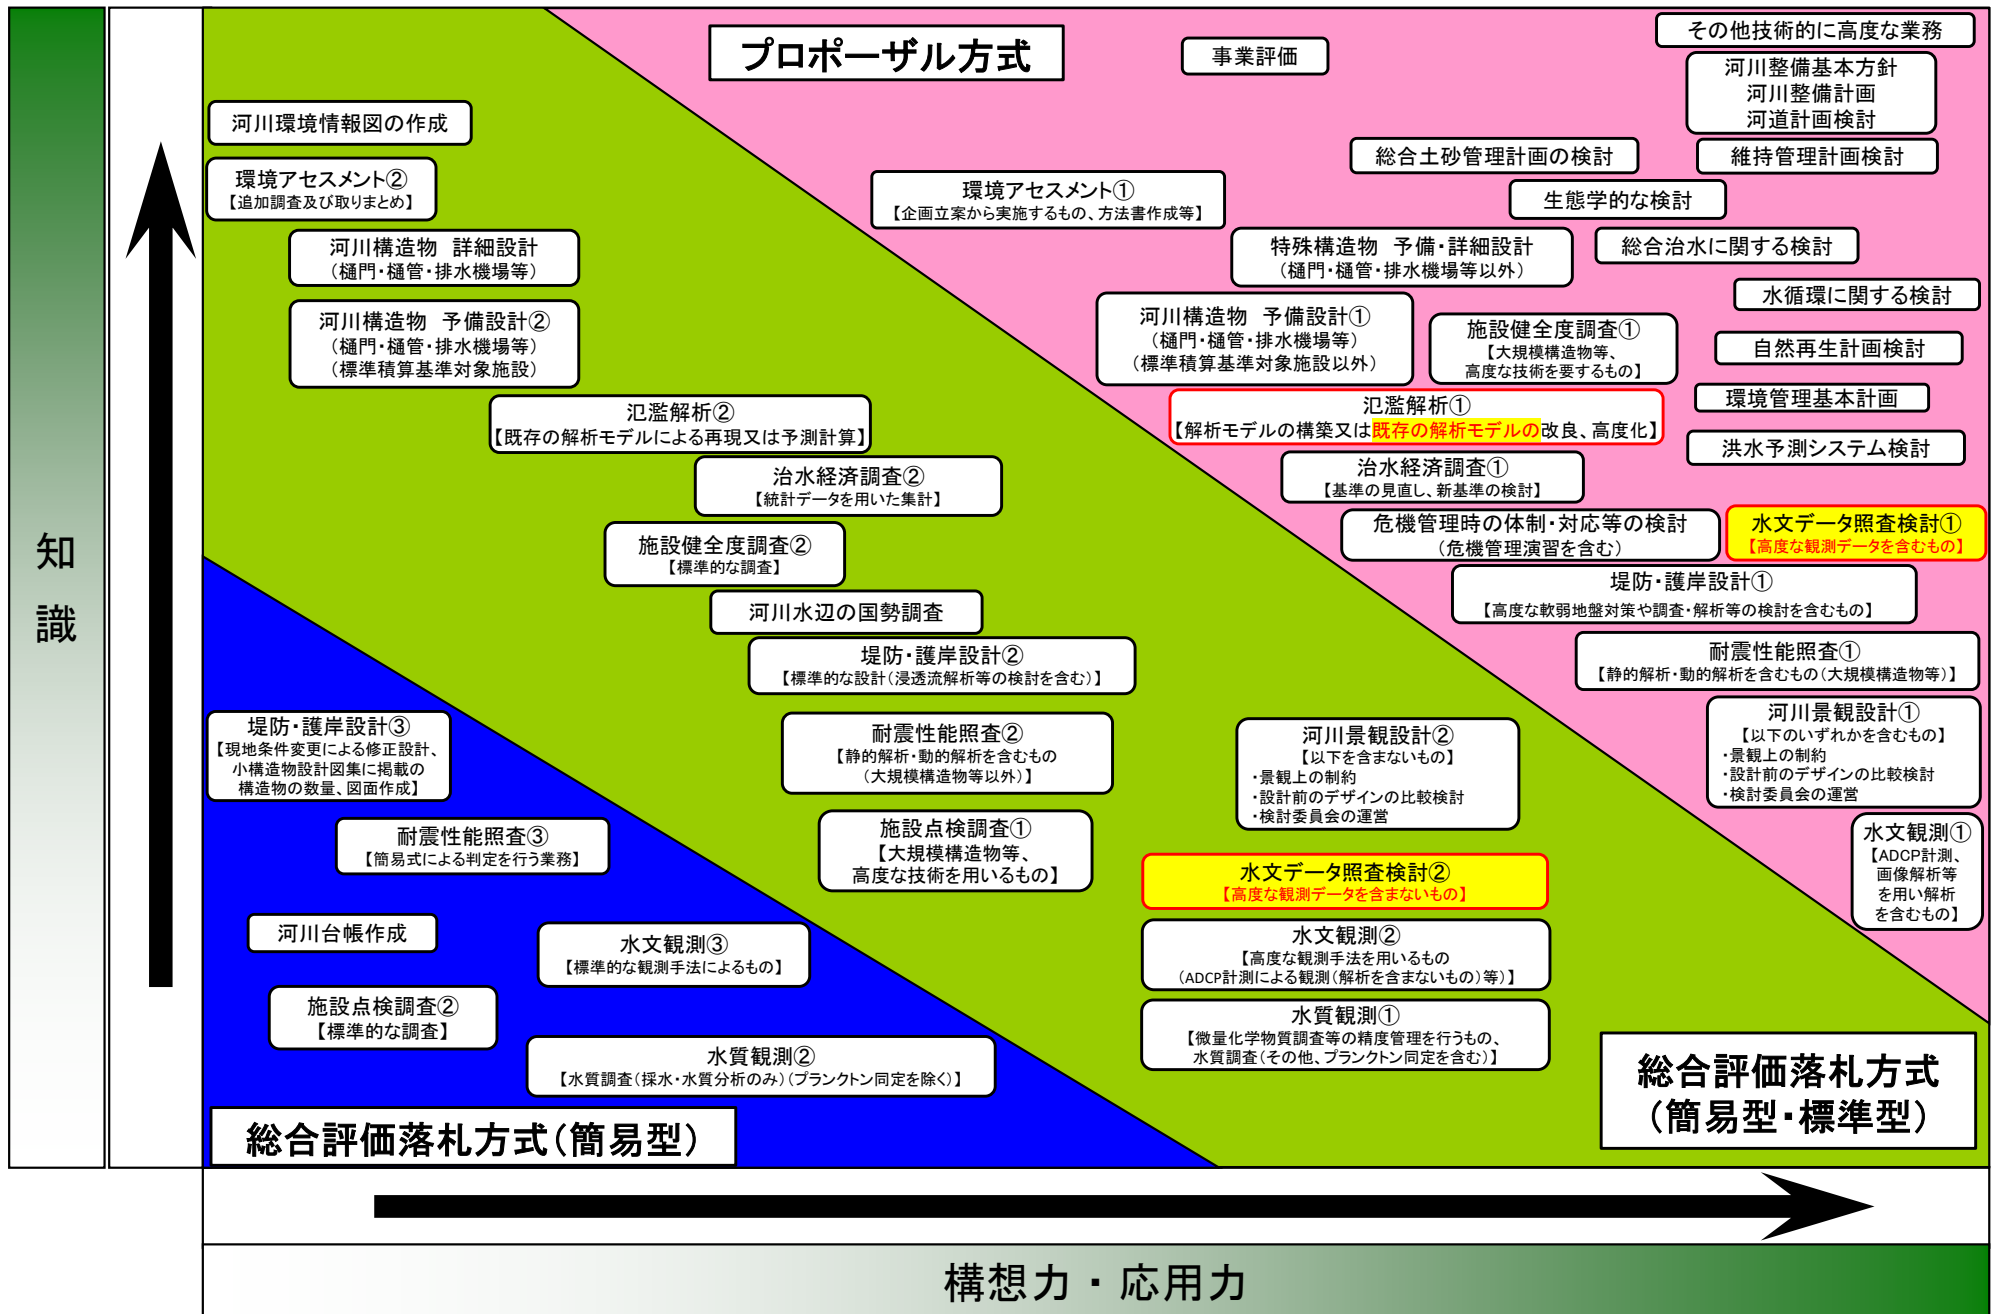 知
識
プロポーザル方式
事業評価
その他技術的に高度な業務
河川整備基本方針
河川整備計画
河道計画検討
総合土砂管理計画の検討
維持管理計画検討
環境アセスメント①
【企画立案から実施するもの、方法書作成等】
生態学的な検討
特殊構造物　予備・詳細設計
（樋門・樋管・排水機場等以外）
総合治水に関する検討
水循環に関する検討
河川構造物　予備設計①
（樋門・樋管・排水機場等）
（標準積算基準対象施設以外）
施設健全度調査①
【大規模構造物等、
高度な技術を要するもの】
自然再生計画検討
環境管理基本計画
氾濫解析①
【解析モデルの構築又は既存の解析モデルの改良、高度化】
洪水予測システム検討
治水経済調査①
【基準の見直し、新基準の検討】
危機管理時の体制・対応等の検討
（危機管理演習を含む）
水文データ照査検討①
【高度な観測データを含むもの】
堤防・護岸設計①
【高度な軟弱地盤対策や調査・解析等の検討を含むもの】
耐震性能照査①
【静的解析・動的解析を含むもの（大規模構造物等）】
河川景観設計①
【以下のいずれかを含むもの】
・景観上の制約
・設計前のデザインの比較検討
・検討委員会の運営
水文観測①
【ADCP計測、
画像解析等
を用い解析
を含むもの】
河川環境情報図の作成
環境アセスメント②
【追加調査及び取りまとめ】
河川構造物　詳細設計
（樋門・樋管・排水機場等）
河川構造物　予備設計②
（樋門・樋管・排水機場等）
（標準積算基準対象施設）
氾濫解析②
【既存の解析モデルによる再現又は予測計算】
治水経済調査②
【統計データを用いた集計】
施設健全度調査②
【標準的な調査】
河川水辺の国勢調査
堤防・護岸設計②
【標準的な設計（浸透流解析等の検討を含む）】
耐震性能照査②
【静的解析・動的解析を含むもの
（大規模構造物等以外）】
河川景観設計②
【以下を含まないもの】
・景観上の制約
・設計前のデザインの比較検討
・検討委員会の運営
施設点検調査①
【大規模構造物等、
高度な技術を用いるもの】
水文データ照査検討②
【高度な観測データを含まないもの】
水文観測②
【高度な観測手法を用いるもの
（ADCP計測による観測（解析を含まないもの）等）】
水質観測①
【微量化学物質調査等の精度管理を行うもの、
水質調査（その他、プランクトン同定を含む）】
総合評価落札方式
（簡易型・標準型）
堤防・護岸設計③
【現地条件変更による修正設計、
小構造物設計図集に掲載の
構造物の数量、図面作成】
耐震性能照査③
【簡易式による判定を行う業務】
河川台帳作成
水文観測③
【標準的な観測手法によるもの】
施設点検調査②
【標準的な調査】
水質観測②
【水質調査（採水・水質分析のみ）（プランクトン同定を除く）】
総合評価落札方式（簡易型）
構想力・応用力